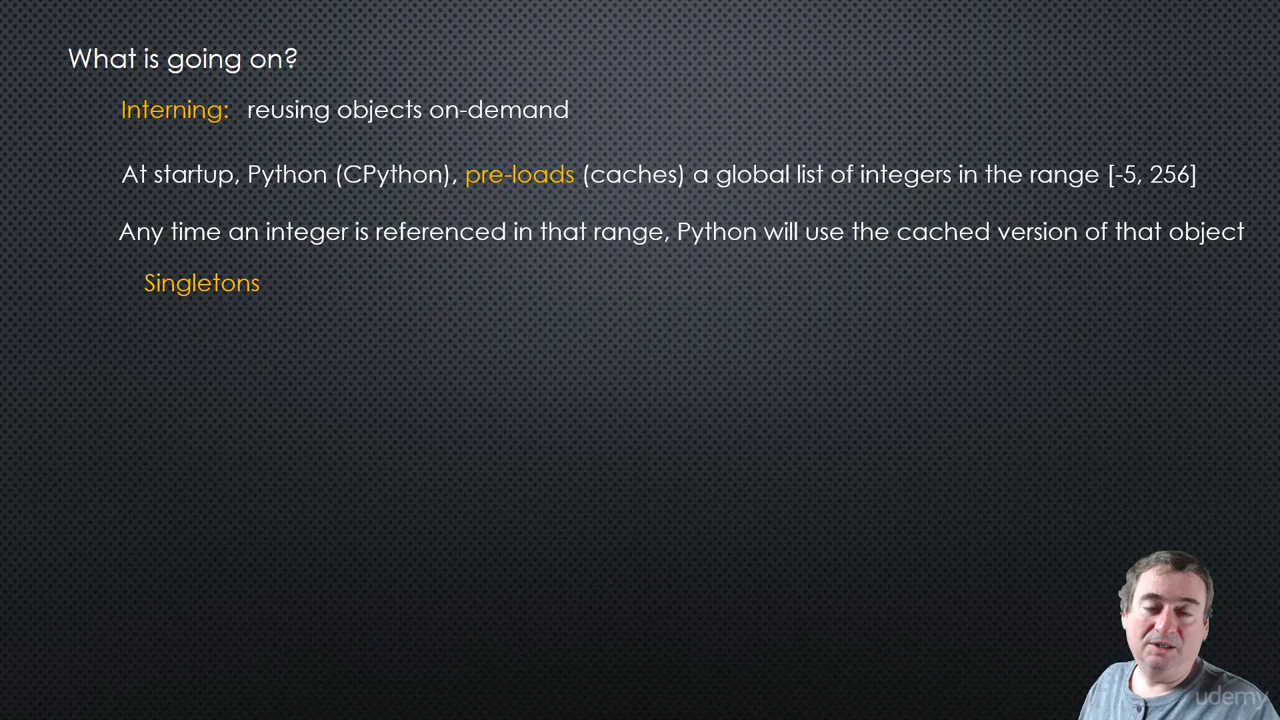 What is going on?
Interning: reusing objects on-demand
At startup, Python (CPython), pre-loads (caches) a global list of integers in the range [-5, 256]
Any time an integer is referenced in that range, Python will use the cached version of that object
Singletons
udemy